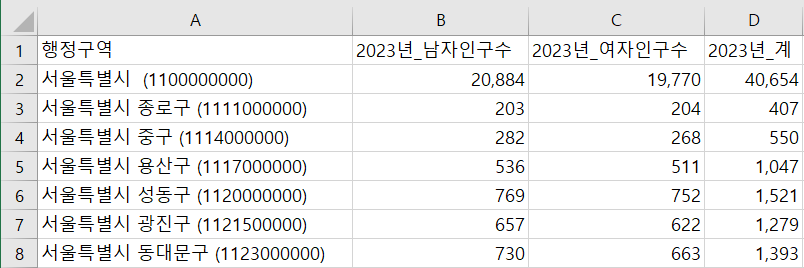 A B C D
1 행정구역 2023년_남자인구수 2023년_여자인구수 2023년_계
2 서울특별시  (1100000000) 20,884 19,770 40,654
3 서울특별시 종로구 (1111000000) 203 204 407
4 서울특별시 중구 (1114000000) 282 268 550
5 서울특별시 용산구 (1117000000) 536 511 1,047
6 서울특별시 성동구 (1120000000) 769 752 1,521
7 서울특별시 광진구 (1121500000) 657 622 1,279
8 서울특별시 동대문구 (1123000000) 730 663 1,393